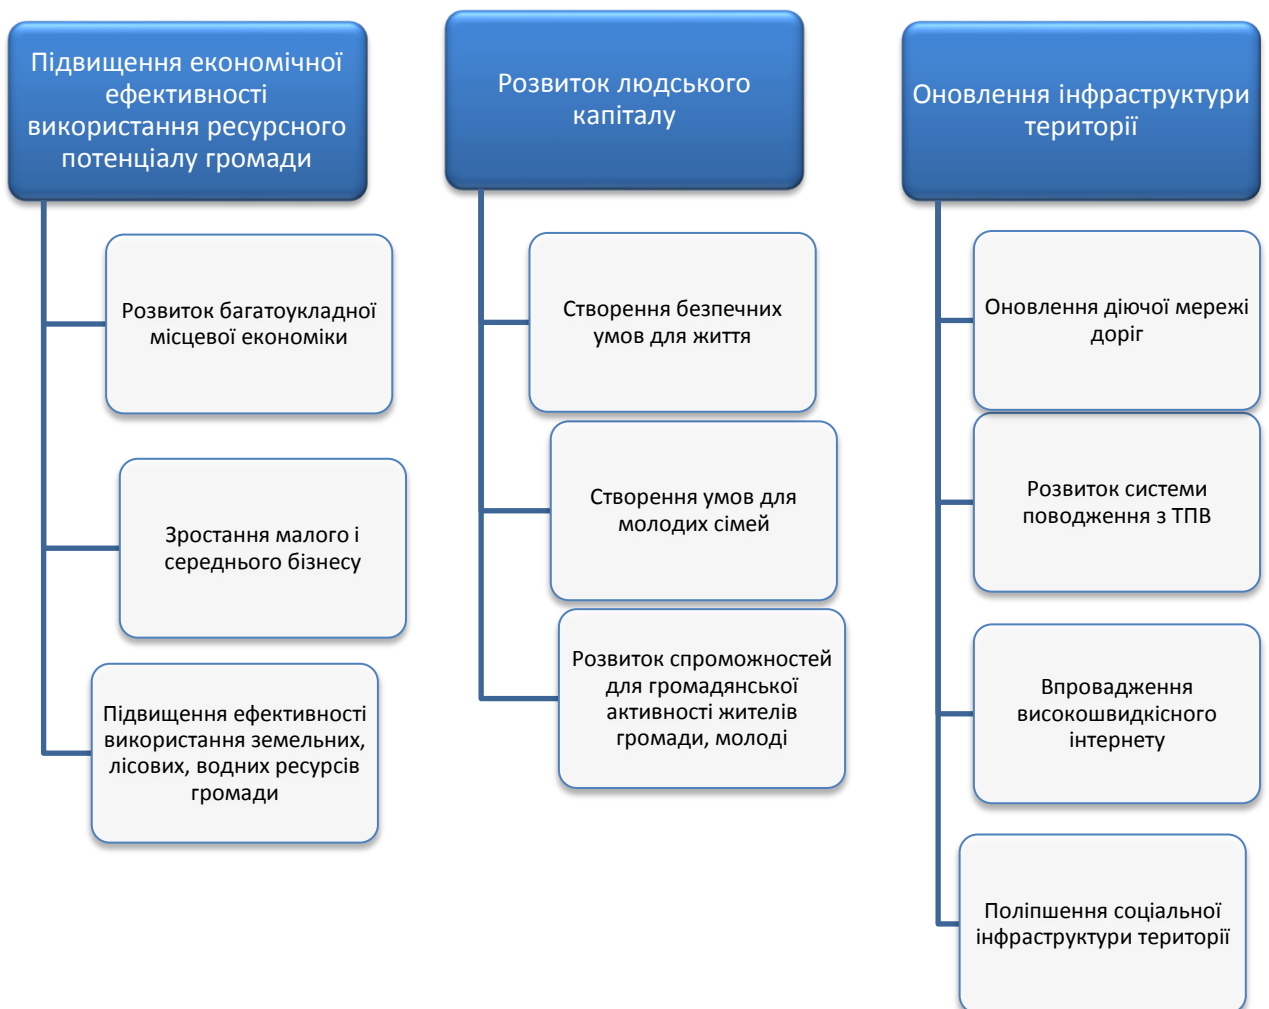 Підвищення економічної
ефективності
використання ресурсного
потенціалу громади
Розвиток багатоукладної
місцевої економіки
Зростання малого і
середнього бізнесу
Підвищення ефективності
використання земельних,
лісових, водних ресурсів
громади
Розвиток людського
капіталу
Створення безпечних
умов для життя
Створення умов для
молодих сімей
Розвиток спроможностей
для громадянської
активності жителів
громади, молоді
Оновлення інфраструктури
території
Оновлення діючої мережі
доріг
Розвиток системи
поводження з ТПВ
Впровадження
високошвидкісного
інтернету
Поліпшення соціальної
інфраструктури території